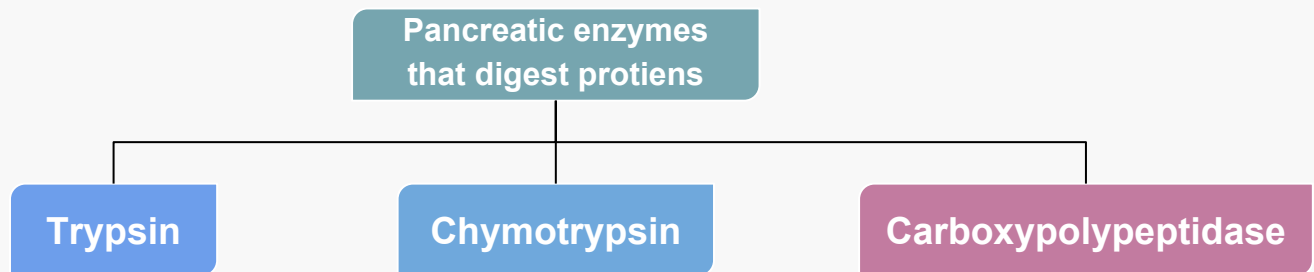 Pancreatic enzymes
that digest protiens
Trypsin
Chymotrypsin
Carboxypolypeptidase